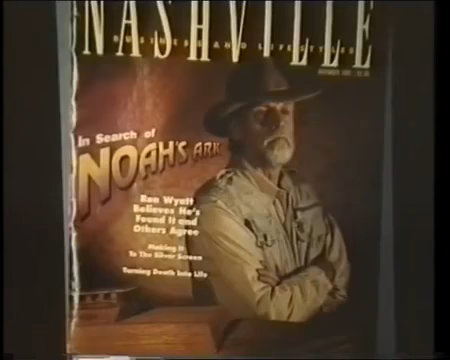 NASHVILLE
BUSINESS AND LIFESTYLES
In Search of
NOAH'S ARK
Ron Wyatt
Believes He's
Found It and
Others Agree
Making It
To The Silver Screen
Turning Death Into Life